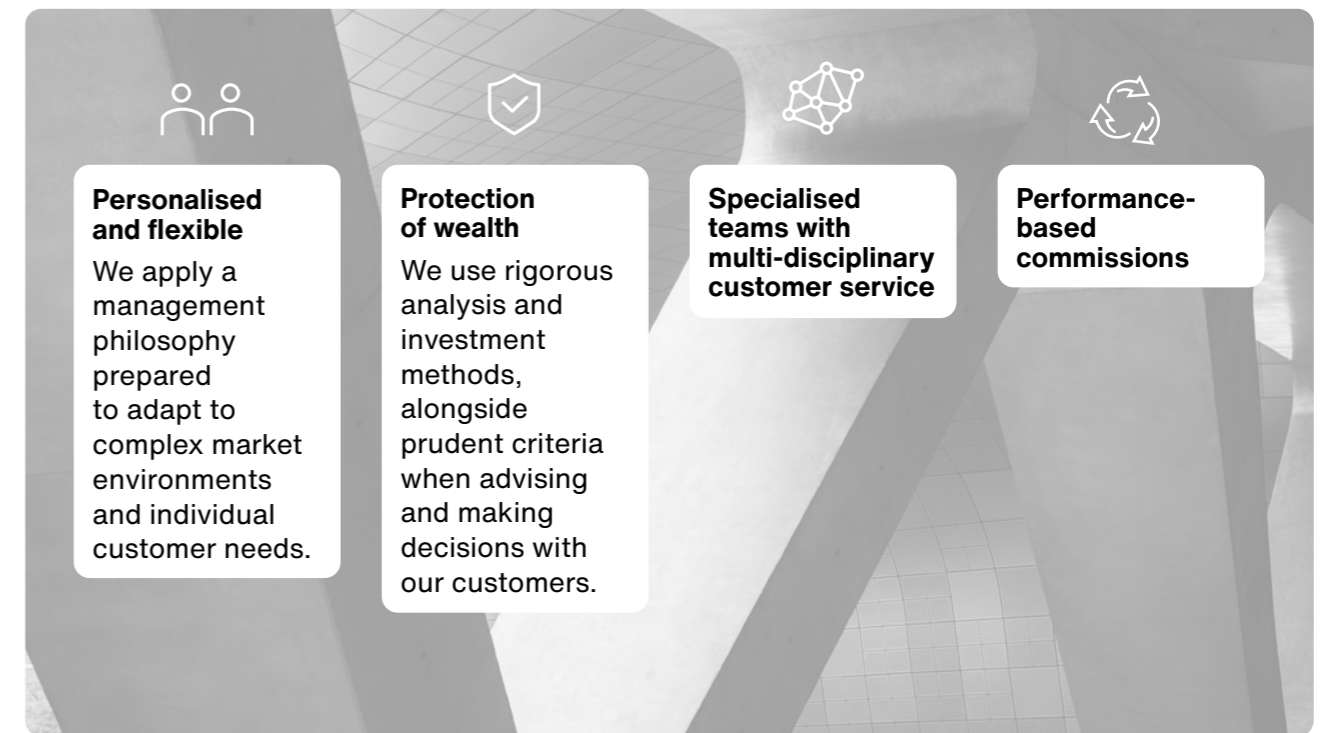 Personalised
and flexible
We apply a
management
philosophy
prepared
to adapt to
complex market
environments
and individual
customer needs.
Protection
of wealth
We use rigorous
analysis and
investment
methods,
alongside
prudent criteria
when advising
and making
decisions with
our customers.
Specialised
teams with
multi-disciplinary
customer service
Performance-
based
commissions